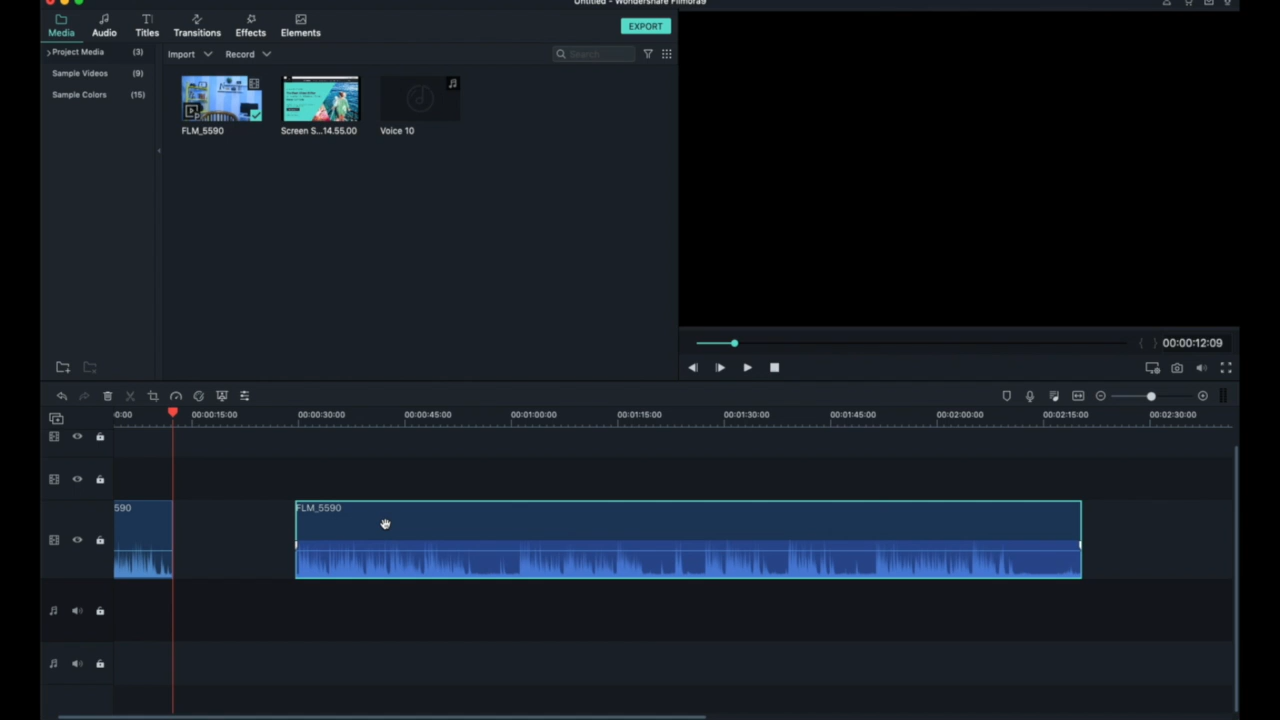 Untitled - Wondershare Filmora9
Media Audio Titles Transitions Effects Elements EXPORT
Project Media (3) Import Record Search
Sample Videos (9)
Sample Colors (15)
FLM_5590 Screen S...14.55.00 Voice 10
00:00:12:09
0:00 00:00:15:00 00:00:30:00 00:00:45:00 00:01:00:00 00:01:15:00 00:01:30:00 00:01:45:00 00:02:00:00 00:02:15:00 00:02:30:00
590 FLM_5590